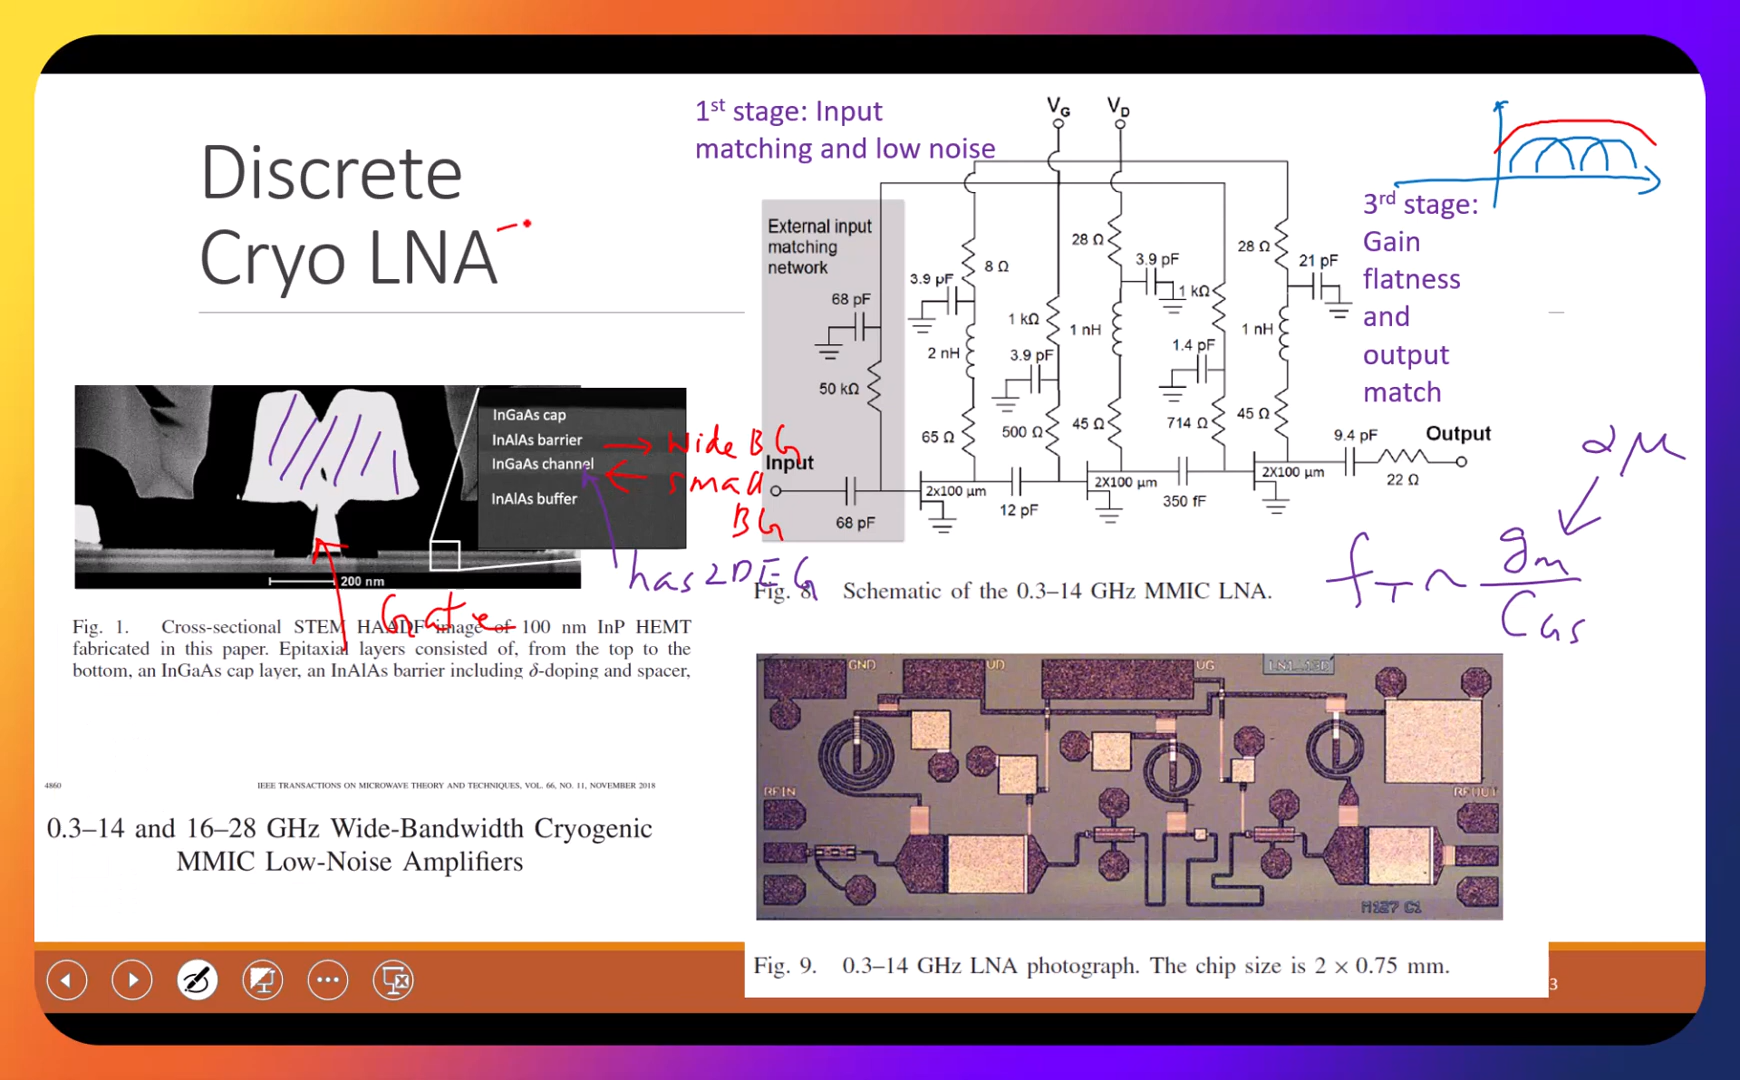 Discrete
Cryo LNA
1st stage: Input
matching and low noise
VG VD
External input
matching
network
68 pF
50 kΩ
Input
68 pF
3.9 pF
8 Ω
2 nH
65 Ω
2x100 µm
12 pF
1 kΩ
3.9 pF
500 Ω
28 Ω
3.9 pF
1 nH
45 Ω
2X100 µm
350 fF
1 kΩ
1.4 pF
714 Ω
28 Ω
21 pF
1 nH
45 Ω
2X100 µm
9.4 pF
22 Ω
Output
3rd stage:
Gain
flatness
and
output
match
α μ
fT ~ gm
CGS
InGaAs cap
InAlAs barrier
InGaAs channel
InAlAs buffer
wide BG
small
BG
has 2DEG
Gate
200 nm
Fig. 1. Cross-sectional STEM HAADF image of 100 nm InP HEMT
fabricated in this paper. Epitaxial layers consisted of, from the top to the
bottom, an InGaAs cap layer, an InAlAs barrier including δ-doping and spacer,
Fig. 8. Schematic of the 0.3–14 GHz MMIC LNA.
4860 IEEE TRANSACTIONS ON MICROWAVE THEORY AND TECHNIQUES, VOL. 66, NO. 11, NOVEMBER 2018
0.3–14 and 16–28 GHz Wide-Bandwidth Cryogenic
MMIC Low-Noise Amplifiers
GND UD UG
RFIN
RFOUT
M127 C1
Fig. 9. 0.3–14 GHz LNA photograph. The chip size is 2 × 0.75 mm.
3